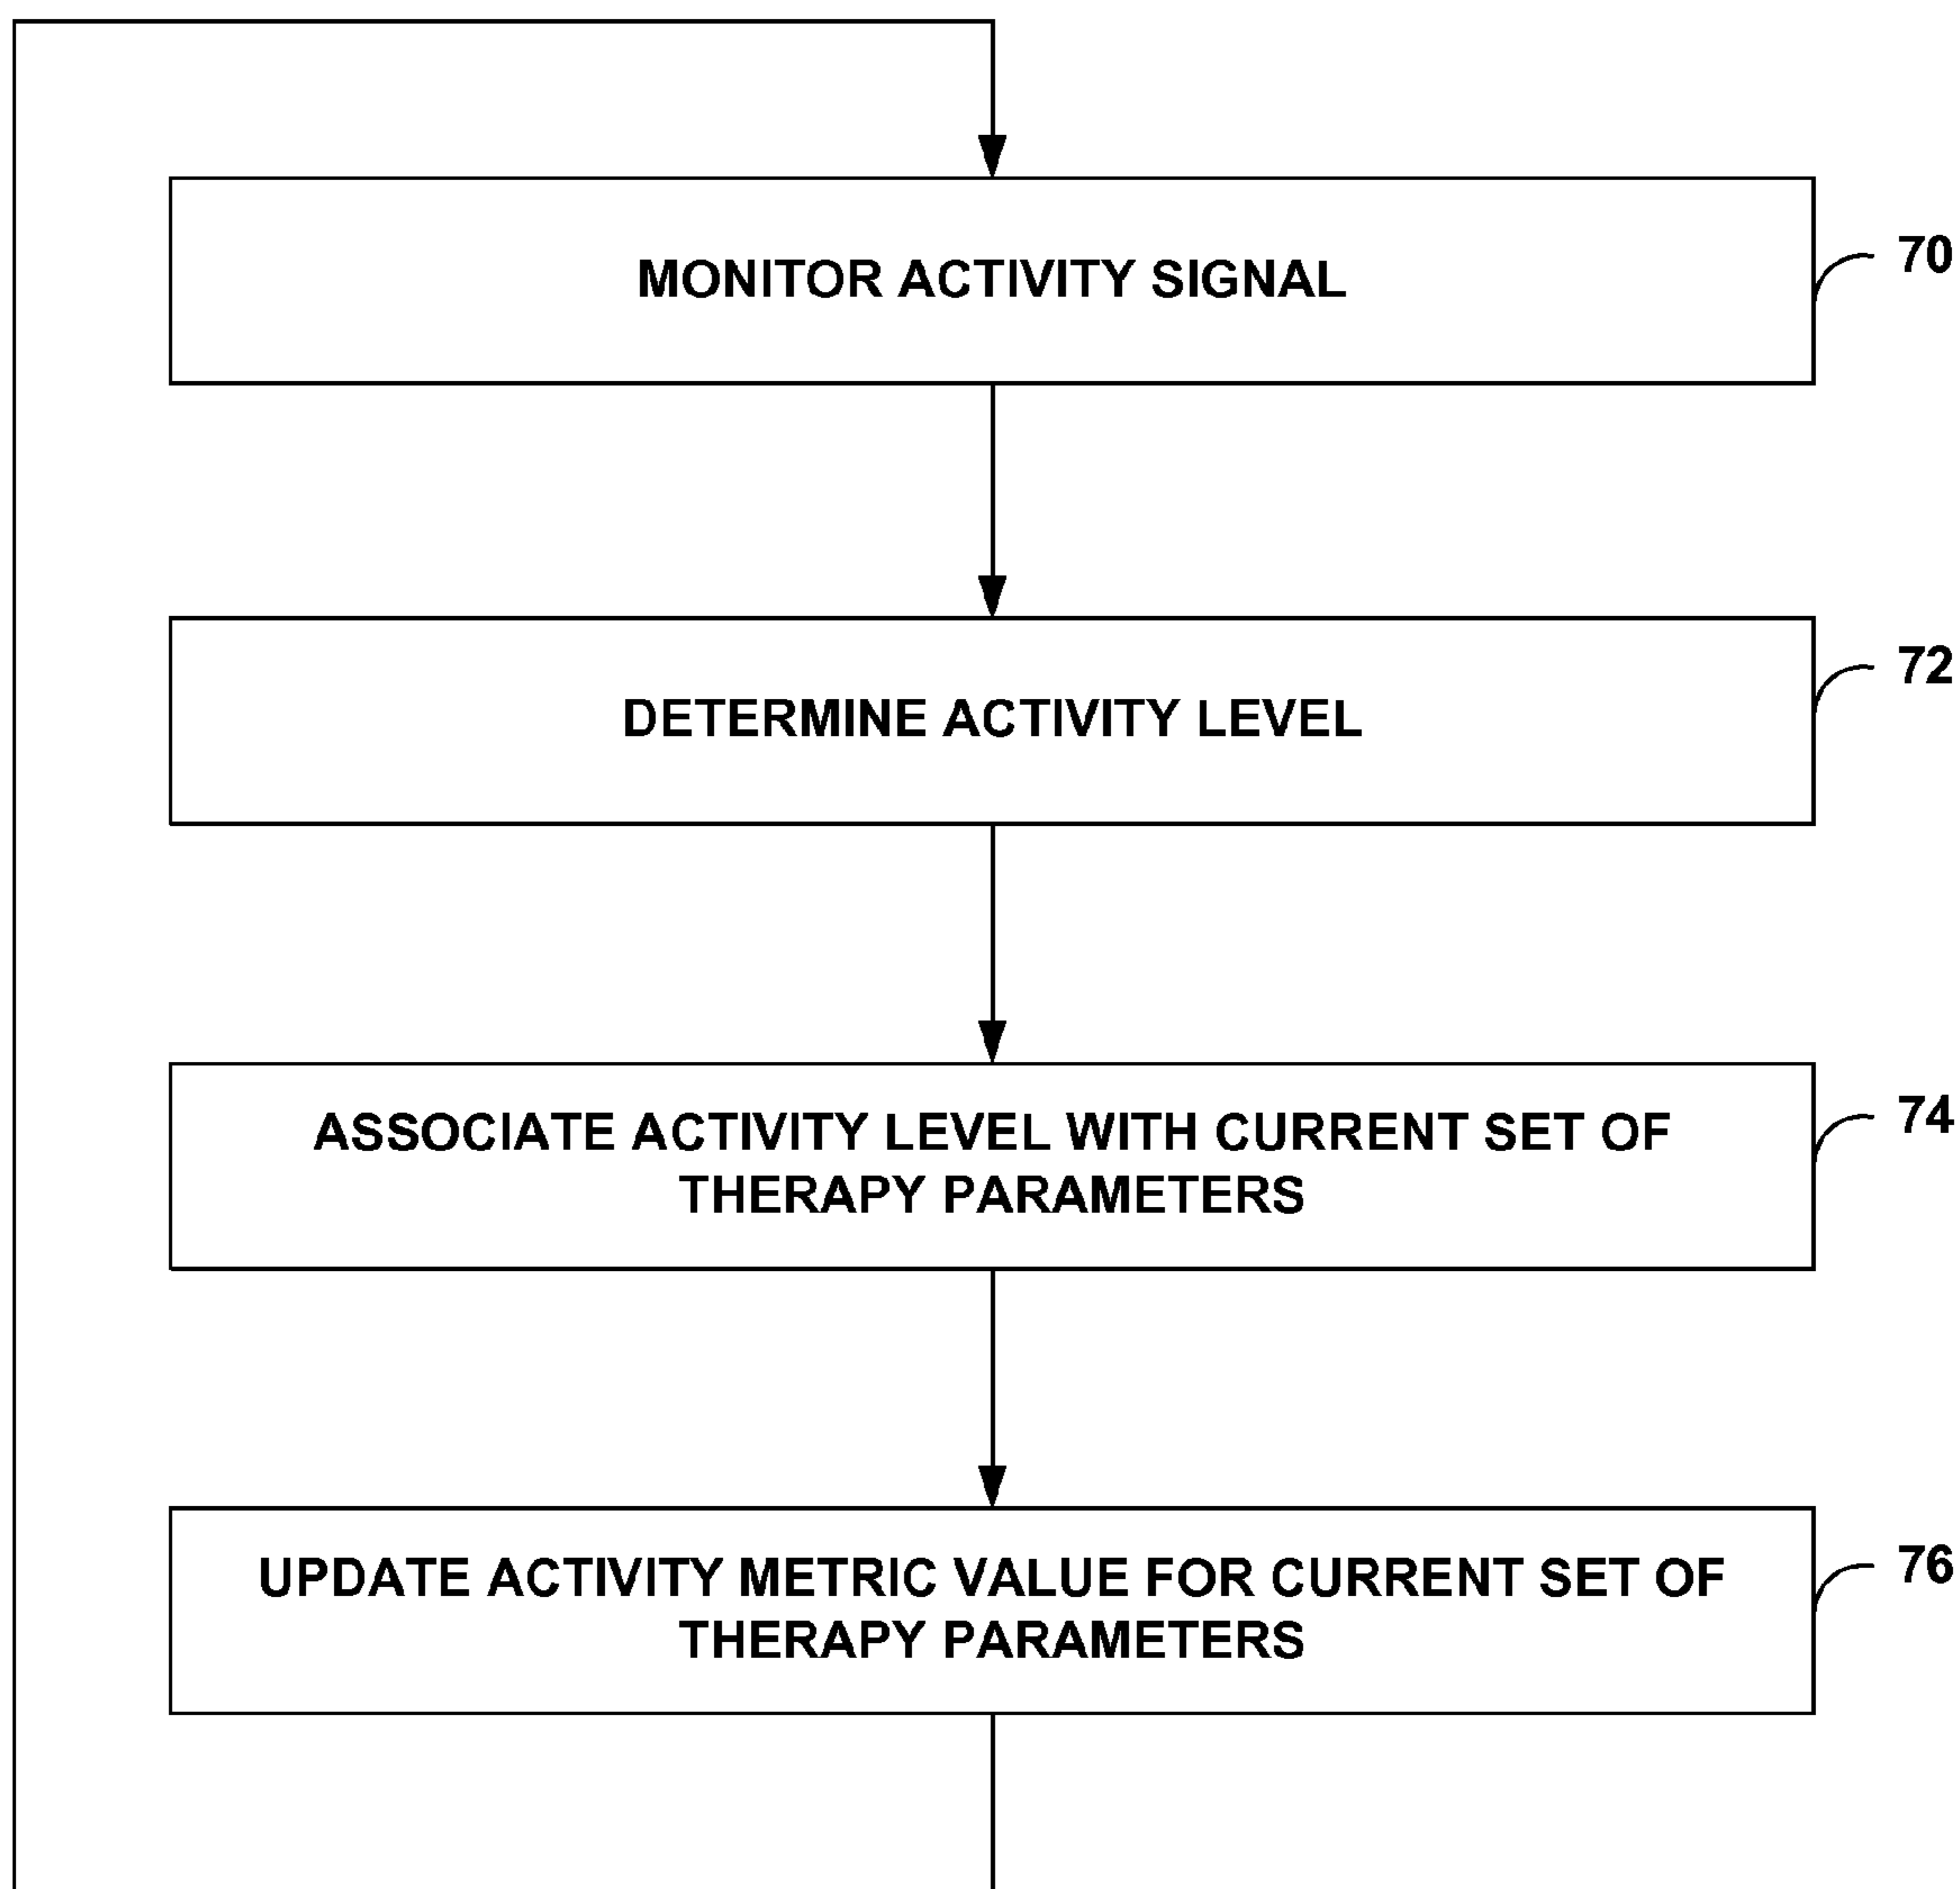 MONITOR ACTIVITY SIGNAL
70
DETERMINE ACTIVITY LEVEL
72
ASSOCIATE ACTIVITY LEVEL WITH CURRENT SET OF
THERAPY PARAMETERS
74
UPDATE ACTIVITY METRIC VALUE FOR CURRENT SET OF
THERAPY PARAMETERS
76